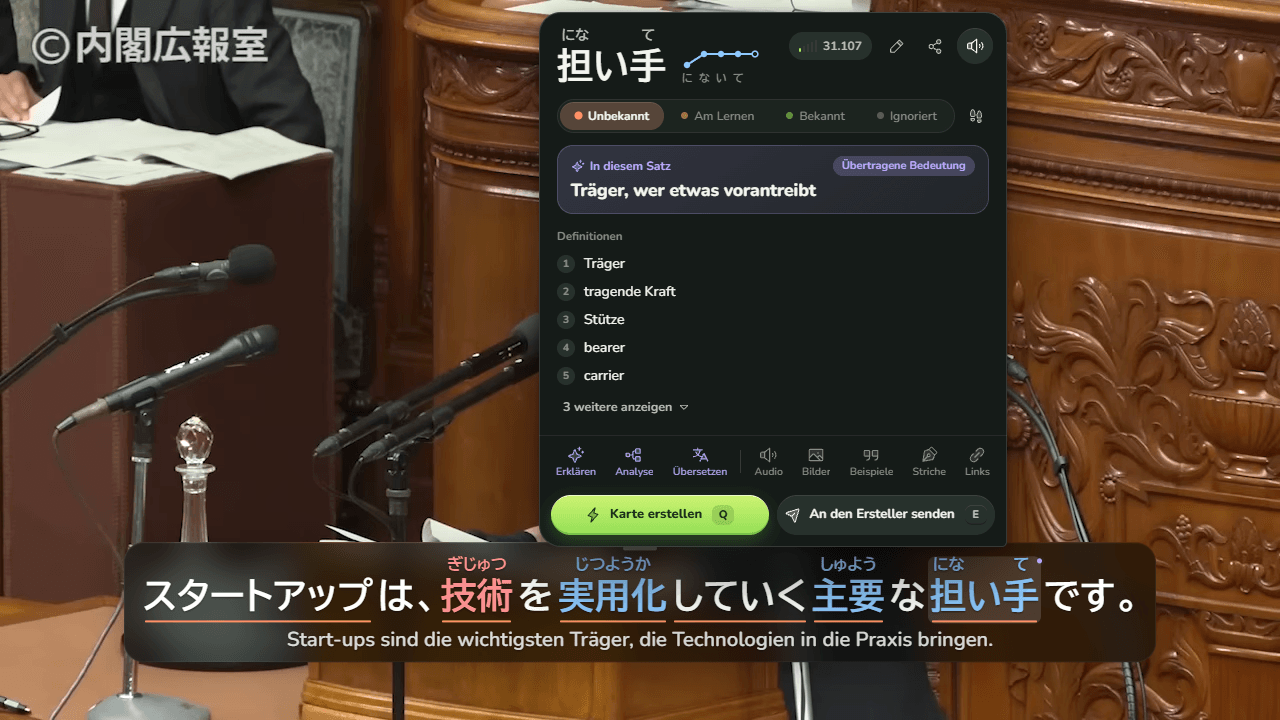 ©内閣広報室
にな て
担い手
にないて
31.107
Unbekannt
Am Lernen
Bekannt
Ignoriert
In diesem Satz
Übertragene Bedeutung
Träger, wer etwas vorantreibt
Definitionen
1 Träger
2 tragende Kraft
3 Stütze
4 bearer
5 carrier
3 weitere anzeigen
Erklären
Analyse
Übersetzen
Audio
Bilder
Beispiele
Striche
Links
Karte erstellen Q
An den Ersteller senden E
ぎじゅつ じつようか しゅよう にな て
スタートアップは、技術を実用化していく主要な担い手です。
Start-ups sind die wichtigsten Träger, die Technologien in die Praxis bringen.